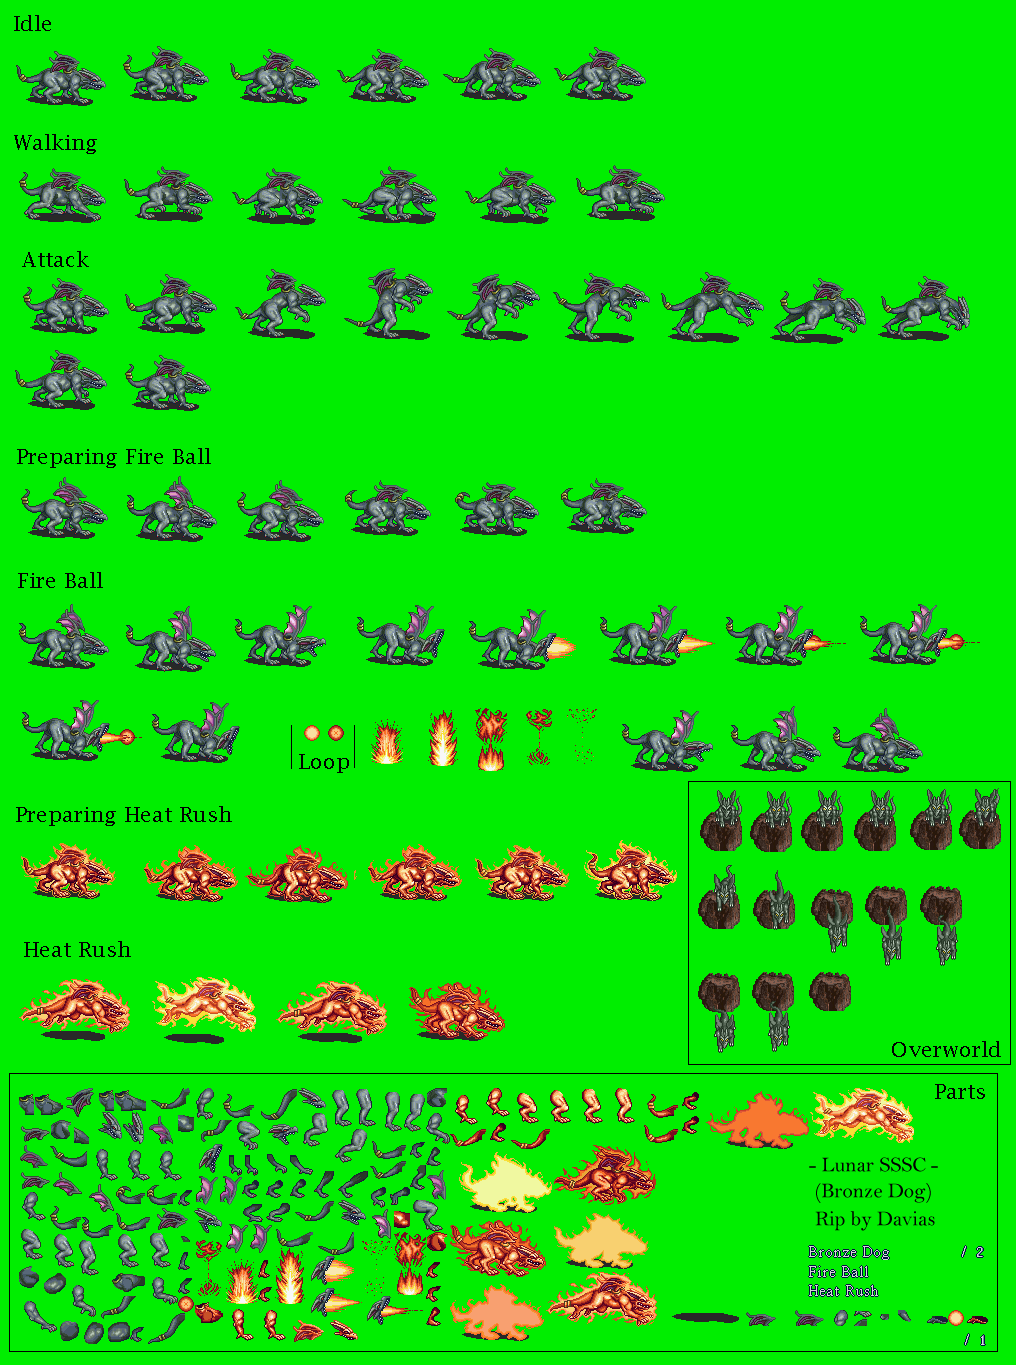 Idle
Walking
Attack
Preparing Fire Ball
Fire Ball
Loop
Preparing Heat Rush
Heat Rush
Overworld
Parts
- Lunar SSSC -
(Bronze Dog)
Rip by Davias
Bronze Dog / 2
Fire Ball
Heat Rush
/ 1